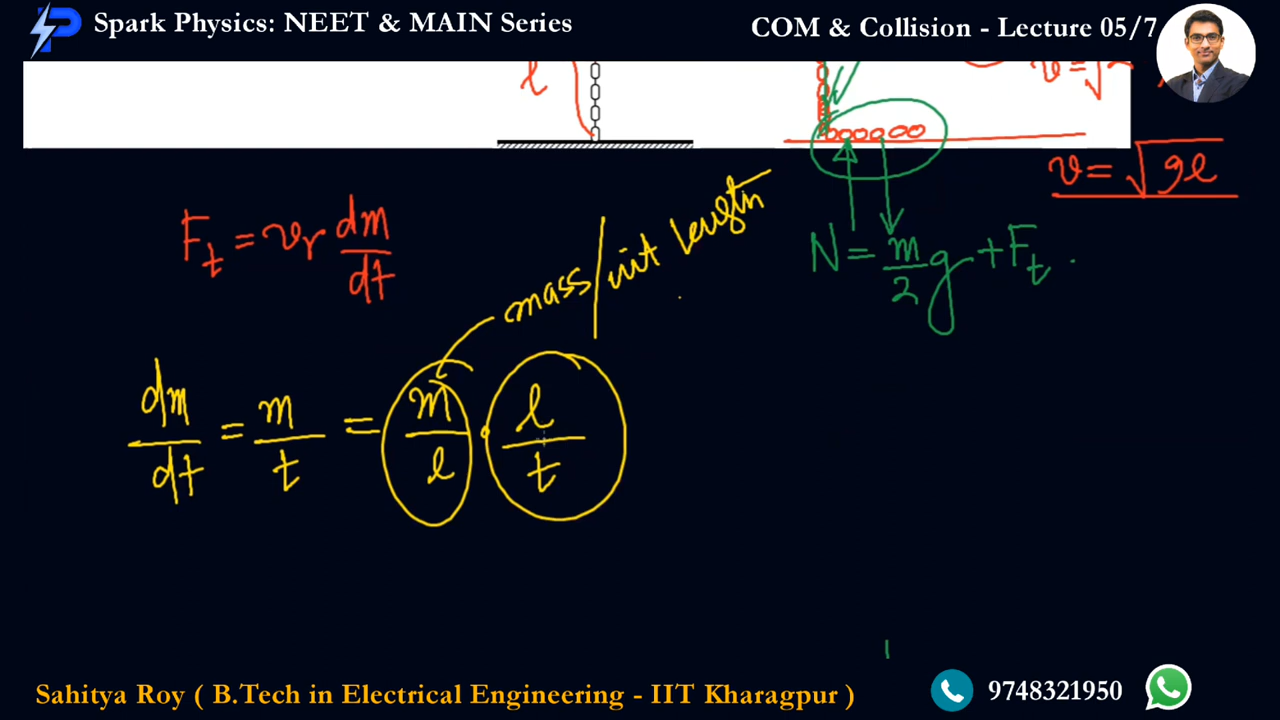 Spark Physics: NEET & MAIN Series
COM & Collision - Lecture 05/7
l
v = √gl
F_t = v_r dm/dt
mass/unit length
N = m/2 g + F_t
dm/dt = m/t = m/l · l/t
Sahitya Roy ( B.Tech in Electrical Engineering - IIT Kharagpur )
9748321950